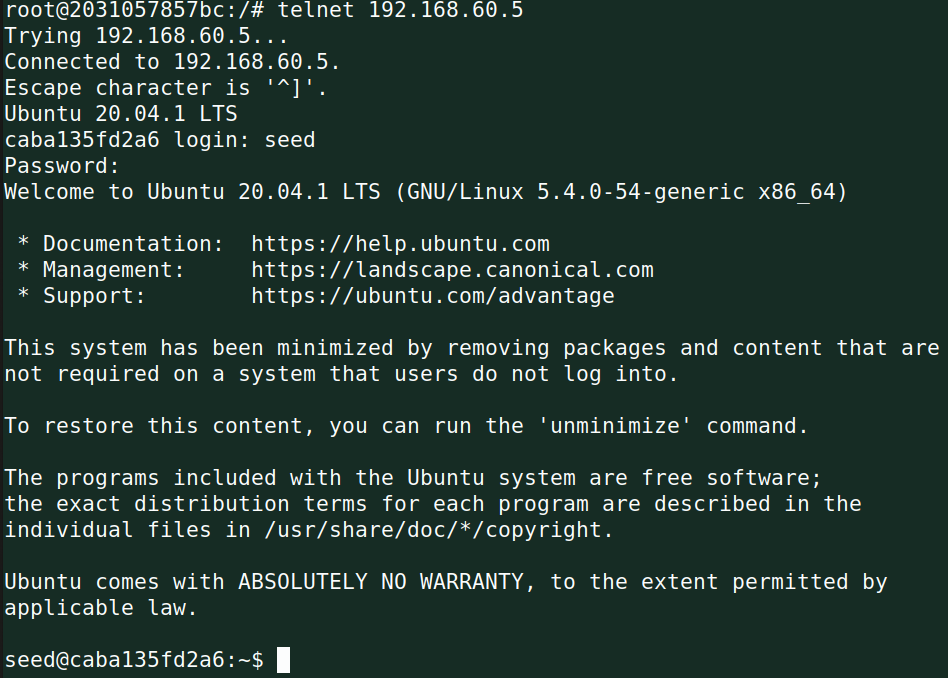 root@2031057857bc:/# telnet 192.168.60.5
Trying 192.168.60.5...
Connected to 192.168.60.5.
Escape character is '^]'.
Ubuntu 20.04.1 LTS
caba135fd2a6 login: seed
Password:
Welcome to Ubuntu 20.04.1 LTS (GNU/Linux 5.4.0-54-generic x86_64)
* Documentation:  https://help.ubuntu.com
* Management:     https://landscape.canonical.com
* Support:        https://ubuntu.com/advantage
This system has been minimized by removing packages and content that are
not required on a system that users do not log into.
To restore this content, you can run the 'unminimize' command.
The programs included with the Ubuntu system are free software;
the exact distribution terms for each program are described in the
individual files in /usr/share/doc/*/copyright.
Ubuntu comes with ABSOLUTELY NO WARRANTY, to the extent permitted by
applicable law.
seed@caba135fd2a6:~$